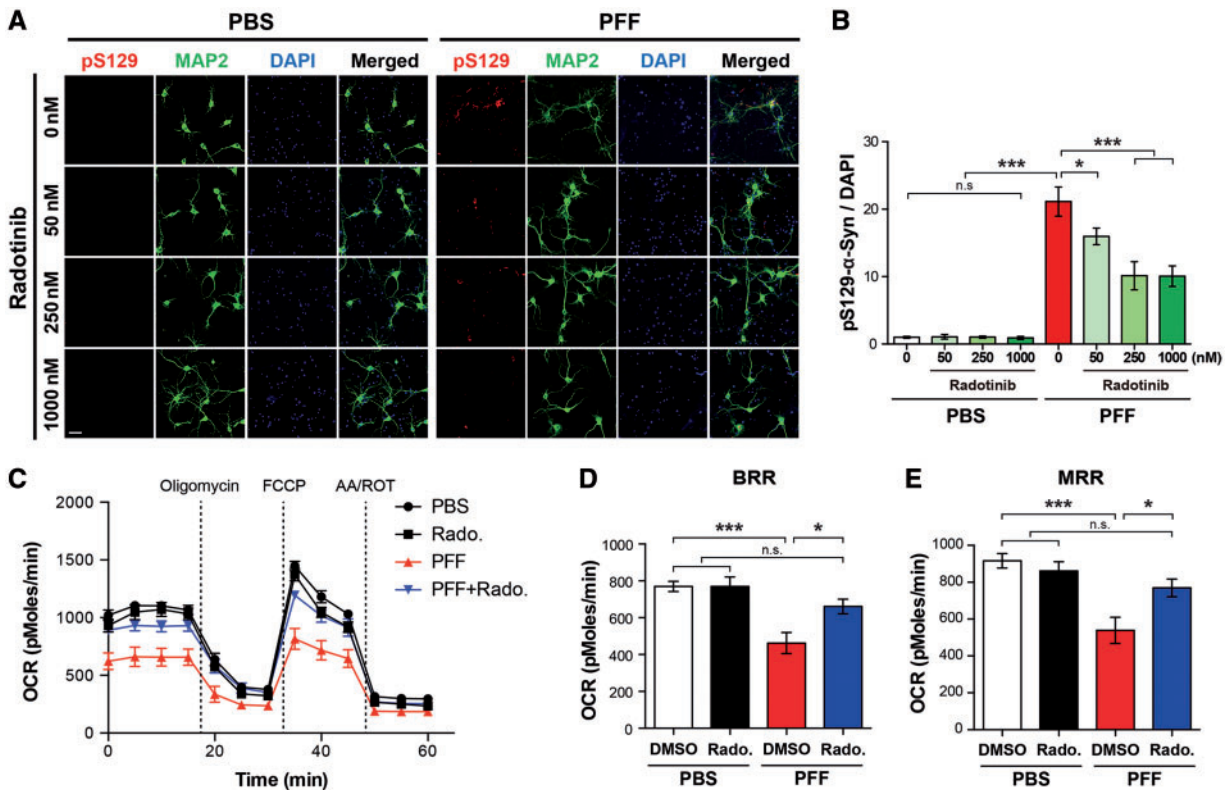 A
PBS
PFF
pS129 MAP2 DAPI Merged pS129 MAP2 DAPI Merged
Radotinib
0 nM
50 nM
250 nM
1000 nM
B
pS129-α-Syn / DAPI
30
20
10
0
n.s
***
*
***
0 50 250 1000 0 50 250 1000 (nM)
Radotinib Radotinib
PBS PFF
C
Oligomycin FCCP AA/ROT
OCR (pMoles/min)
2000
1500
1000
500
0
PBS
Rado.
PFF
PFF+Rado.
0 20 40 60
Time (min)
D
BRR
*** *
n.s.
OCR (pMoles/min)
1000
800
600
400
200
0
DMSO Rado. DMSO Rado.
PBS PFF
E
MRR
*** *
n.s.
OCR (pMoles/min)
1000
800
600
400
200
0
DMSO Rado. DMSO Rado.
PBS PFF